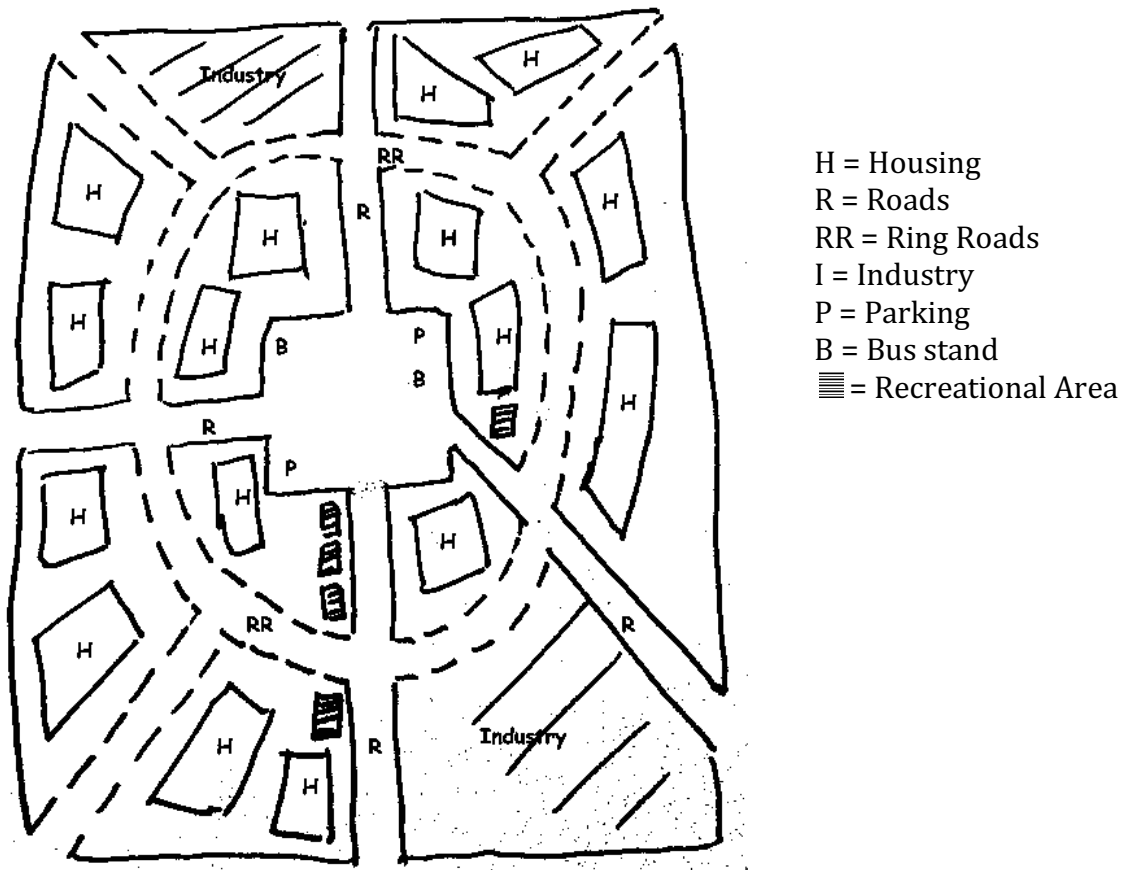 Industry
H
H
RR
H
H
R
H
H
H
H
H
H
B
P
B
H
R
P
H
H
H
H
RR
R
H
Industry
H
R
H
H = Housing
R = Roads
RR = Ring Roads
I = Industry
P = Parking
B = Bus stand
= Recreational Area